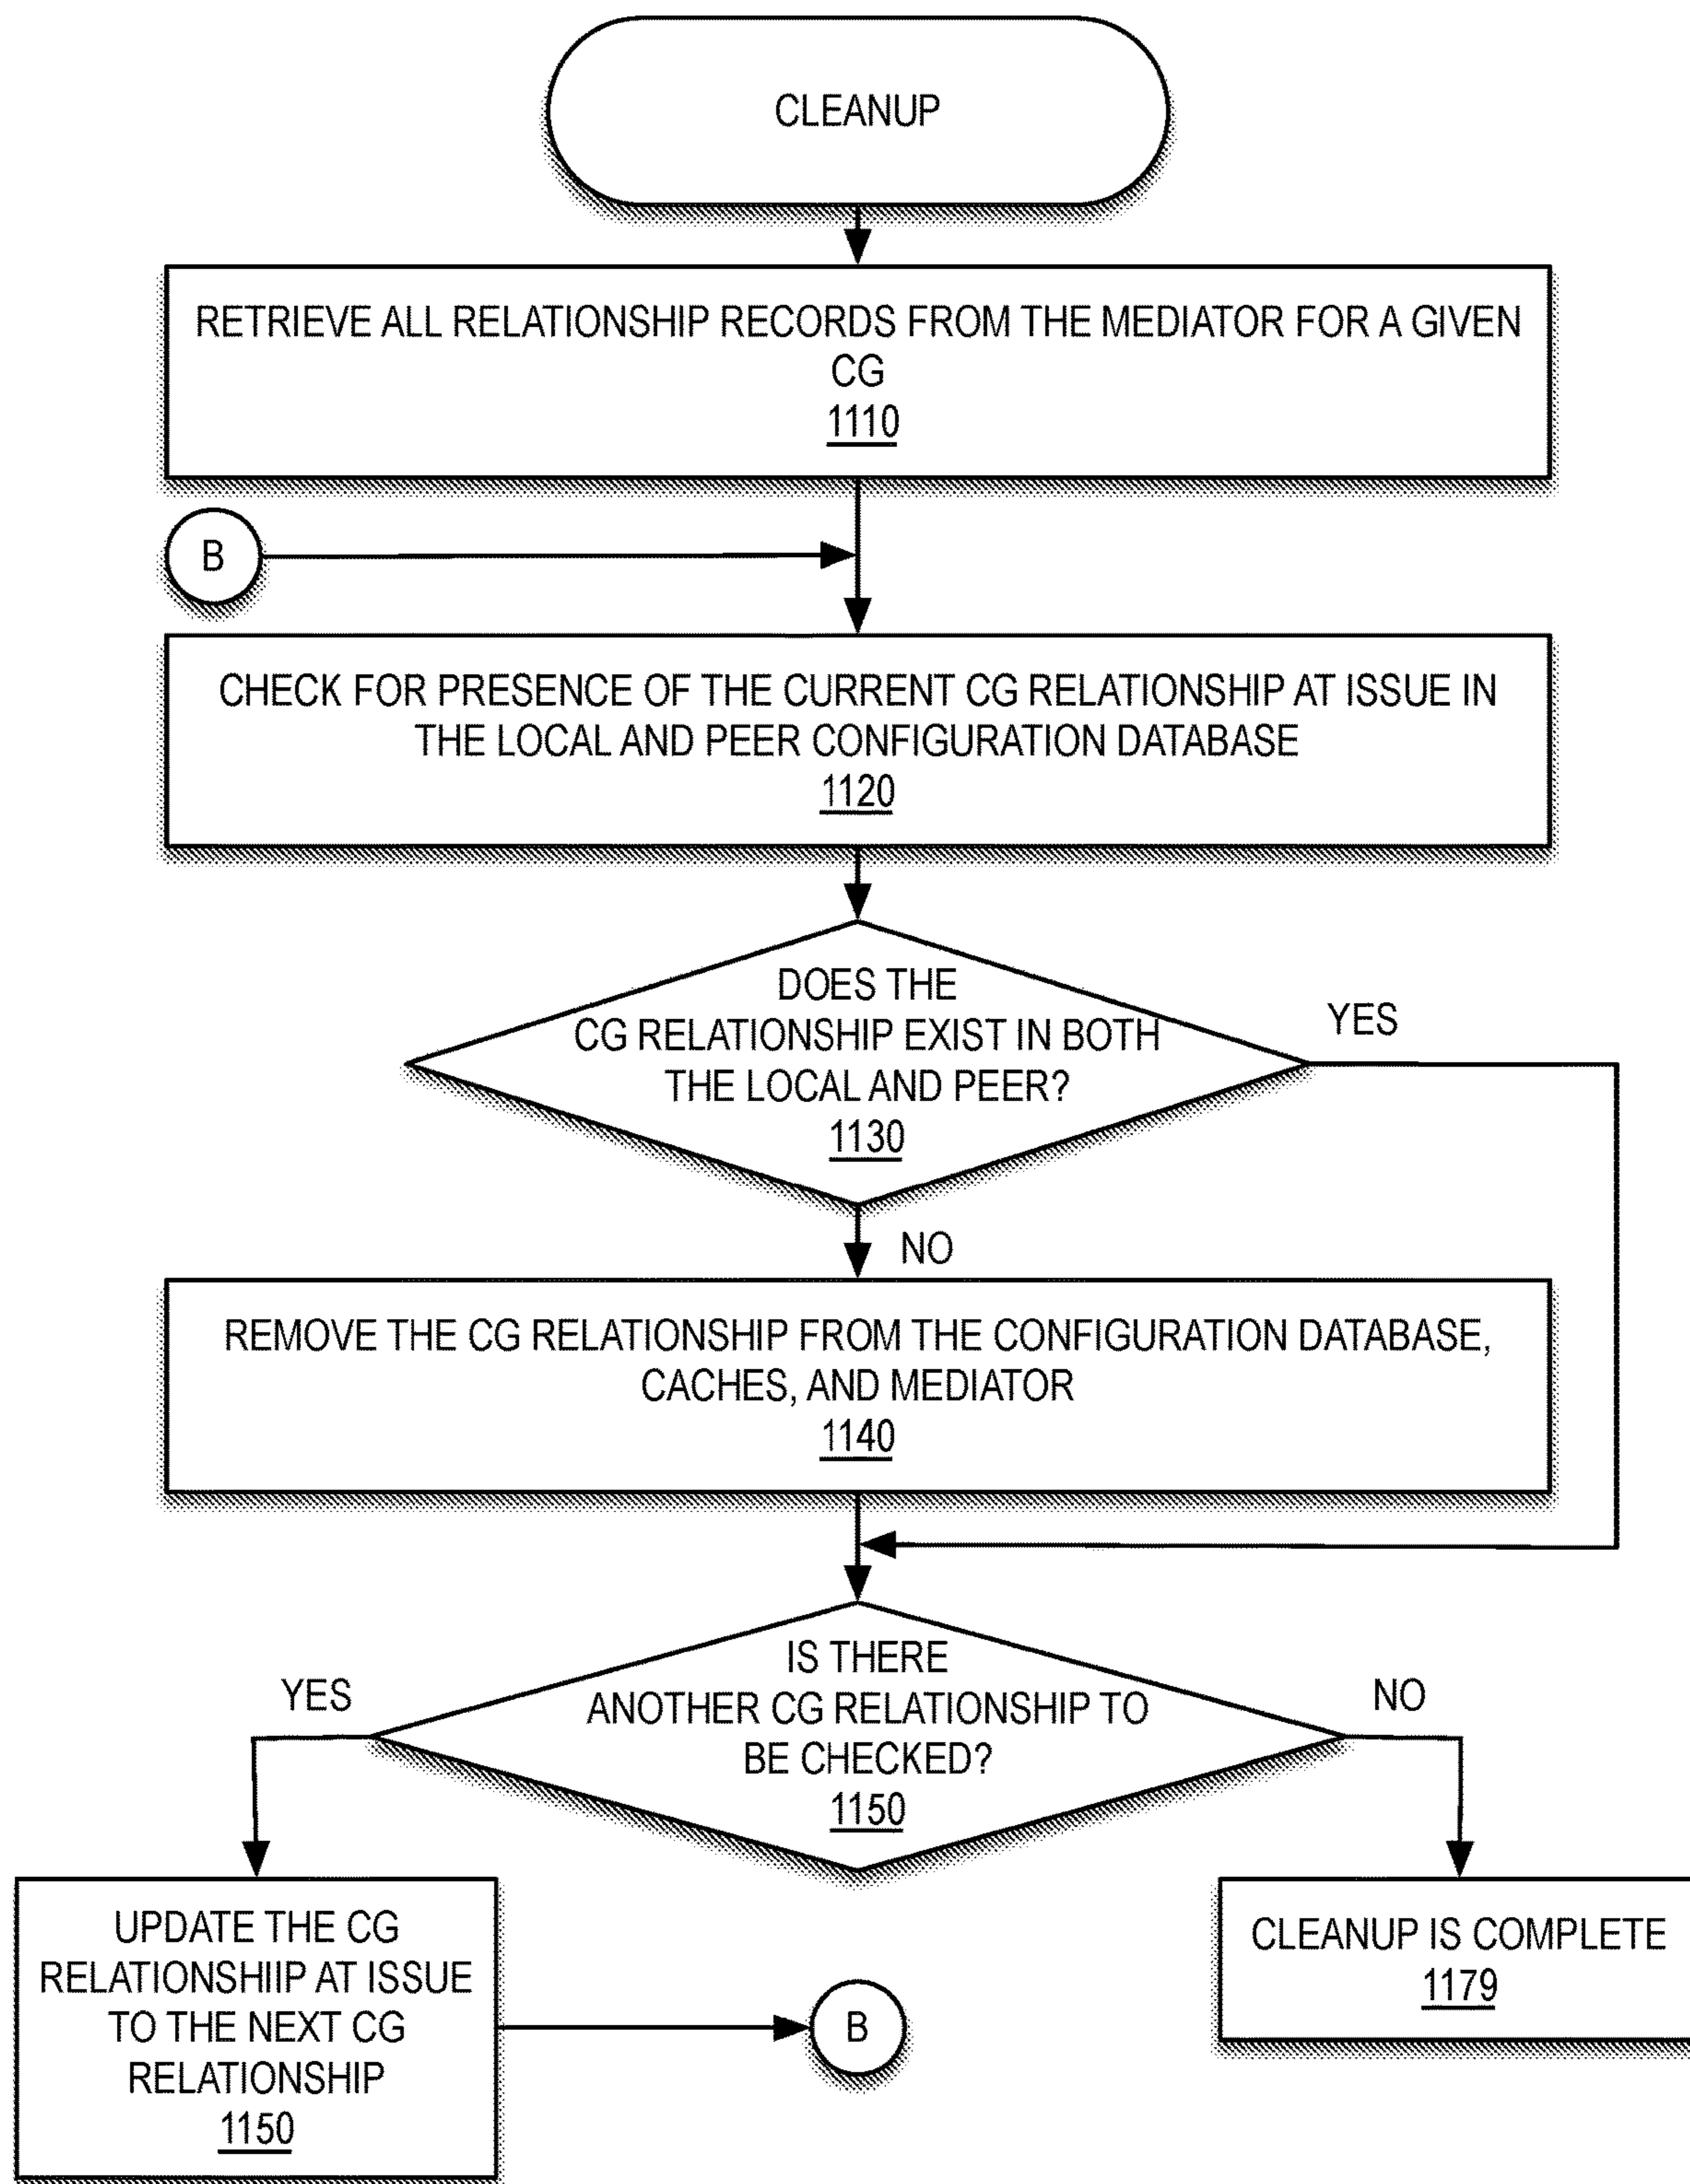 CLEANUP
RETRIEVE ALL RELATIONSHIP RECORDS FROM THE MEDIATOR FOR A GIVEN
CG
1110
B
CHECK FOR PRESENCE OF THE CURRENT CG RELATIONSHIP AT ISSUE IN
THE LOCAL AND PEER CONFIGURATION DATABASE
1120
DOES THE
CG RELATIONSHIP EXIST IN BOTH
THE LOCAL AND PEER?
1130
YES
NO
REMOVE THE CG RELATIONSHIP FROM THE CONFIGURATION DATABASE,
CACHES, AND MEDIATOR
1140
IS THERE
ANOTHER CG RELATIONSHIP TO
BE CHECKED?
1150
YES
NO
UPDATE THE CG
RELATIONSHIIP AT ISSUE
TO THE NEXT CG
RELATIONSHIP
1150
B
CLEANUP IS COMPLETE
1179